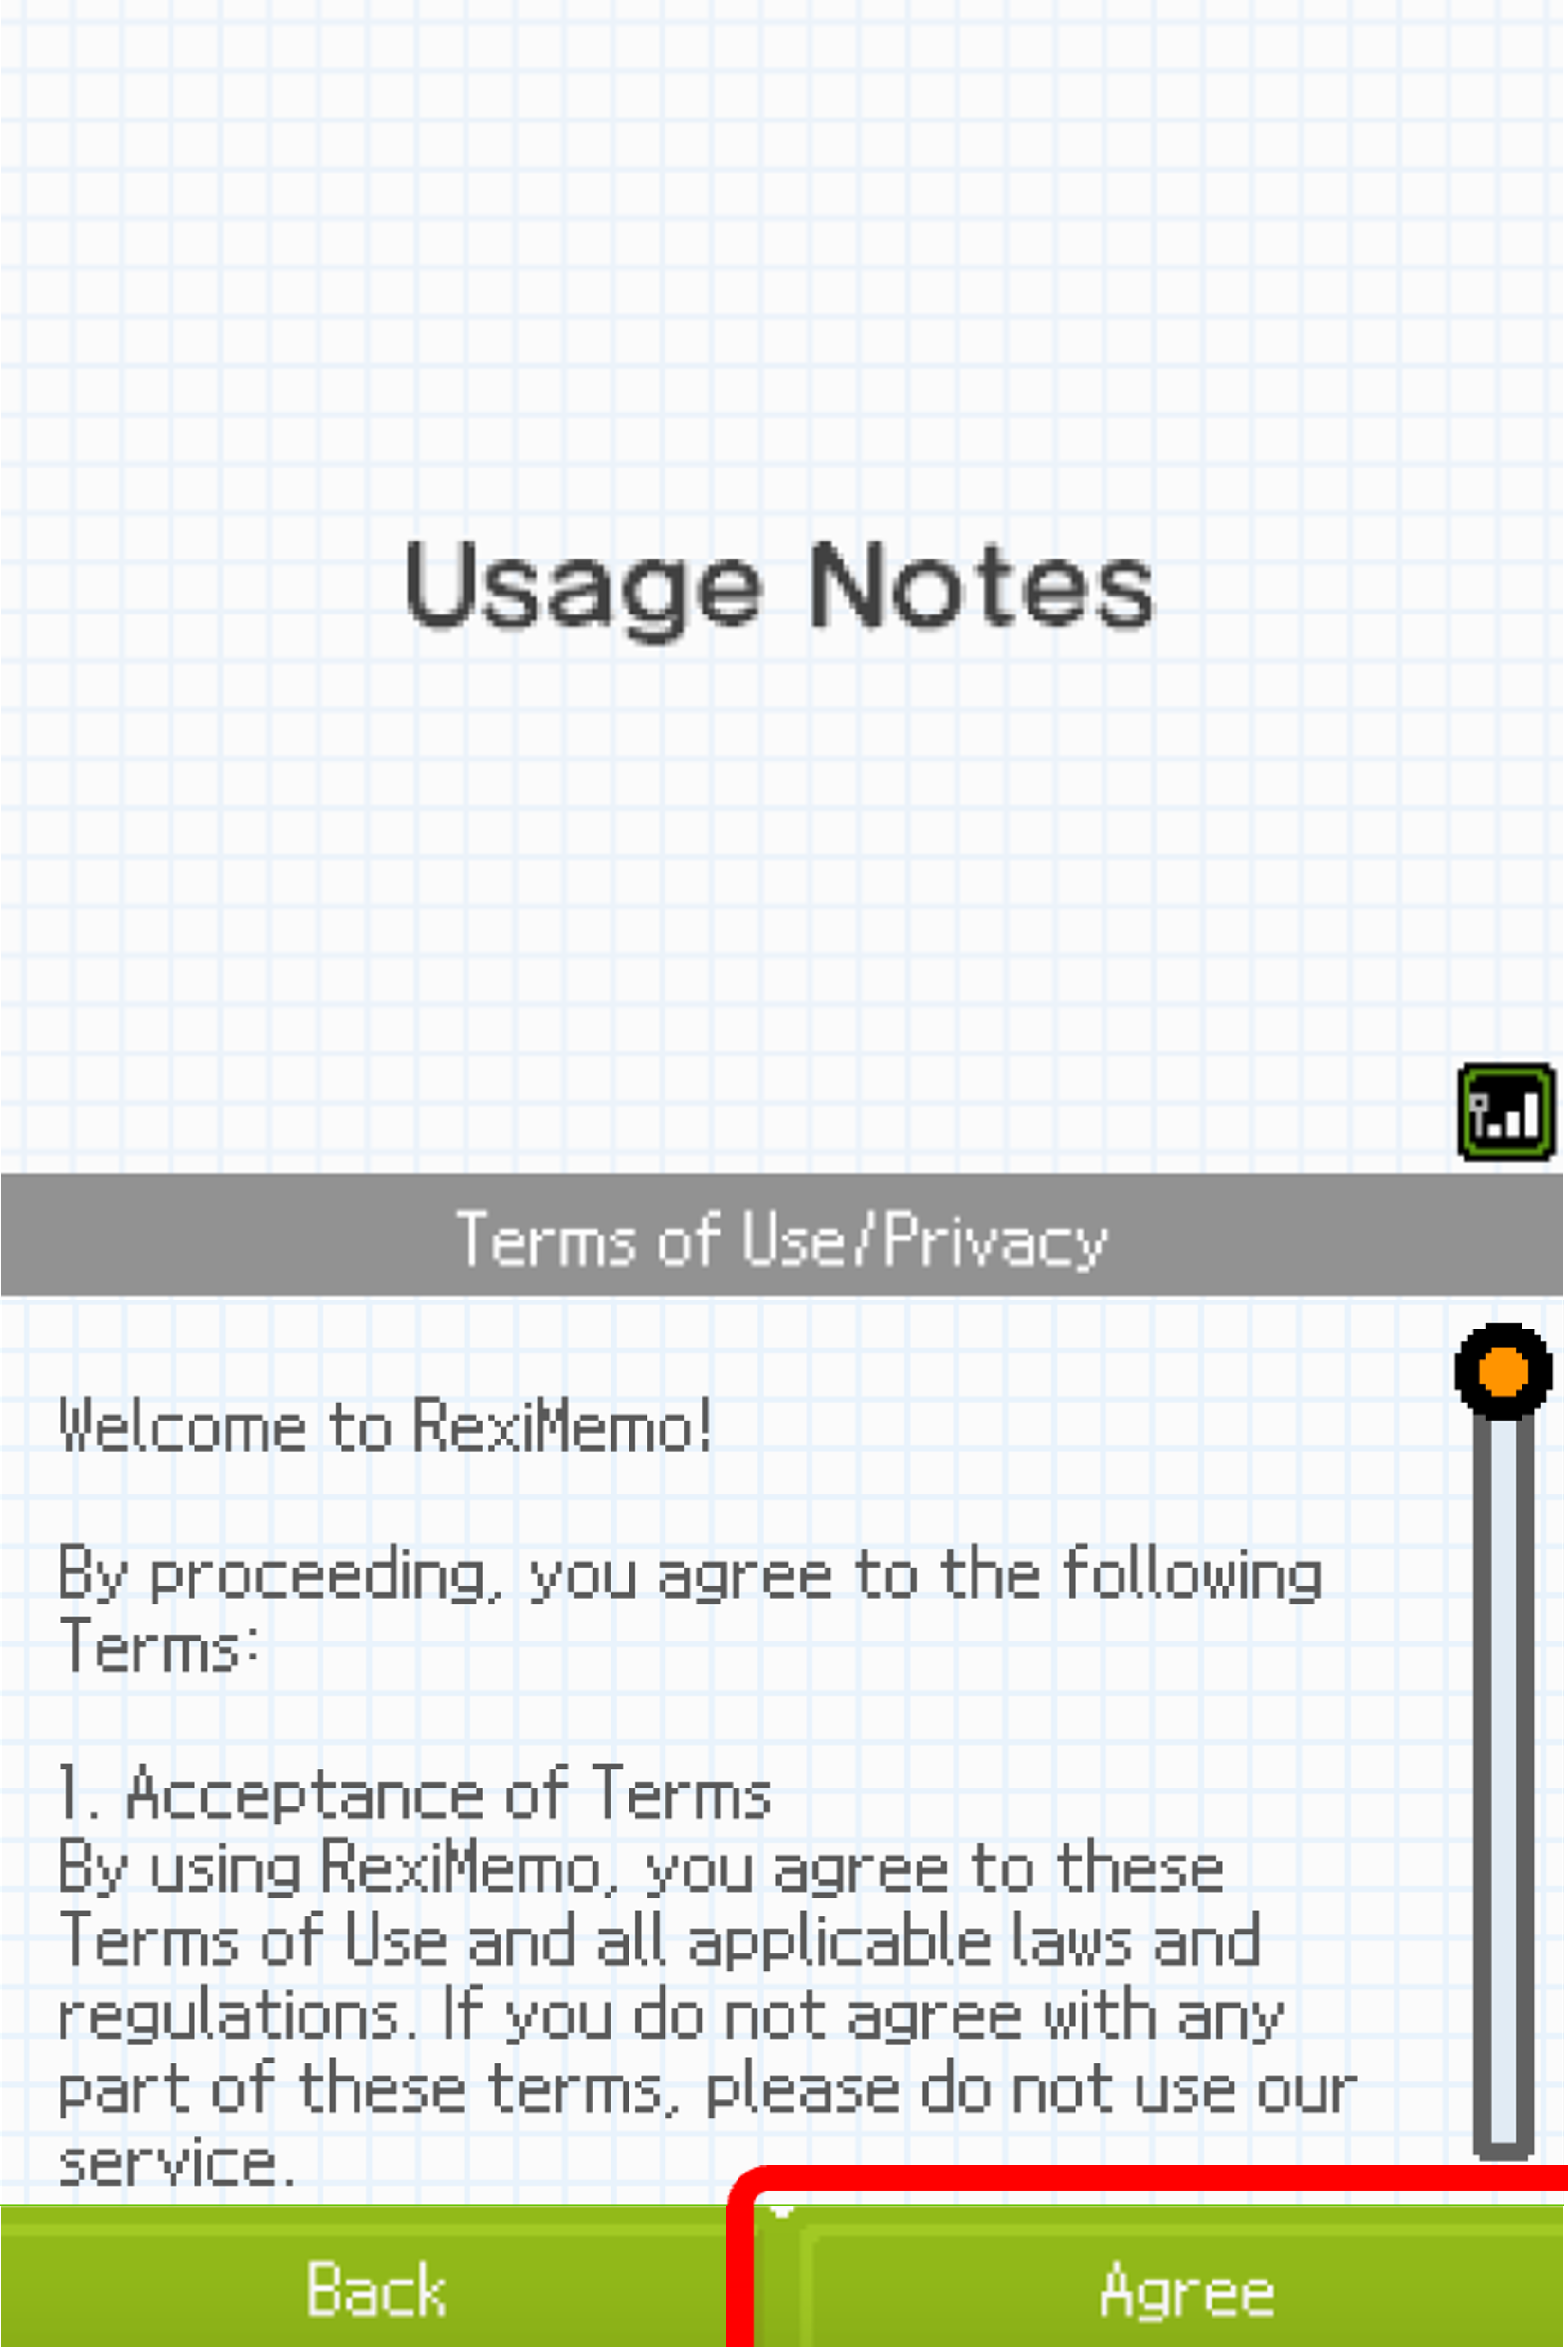 Usage Notes
Terms of Use/Privacy
Welcome to RexiMemo!
By proceeding, you agree to the following
Terms:
1. Acceptance of Terms
By using RexiMemo, you agree to these
Terms of Use and all applicable laws and
regulations. If you do not agree with any
part of these terms, please do not use our
service.
Back
Agree